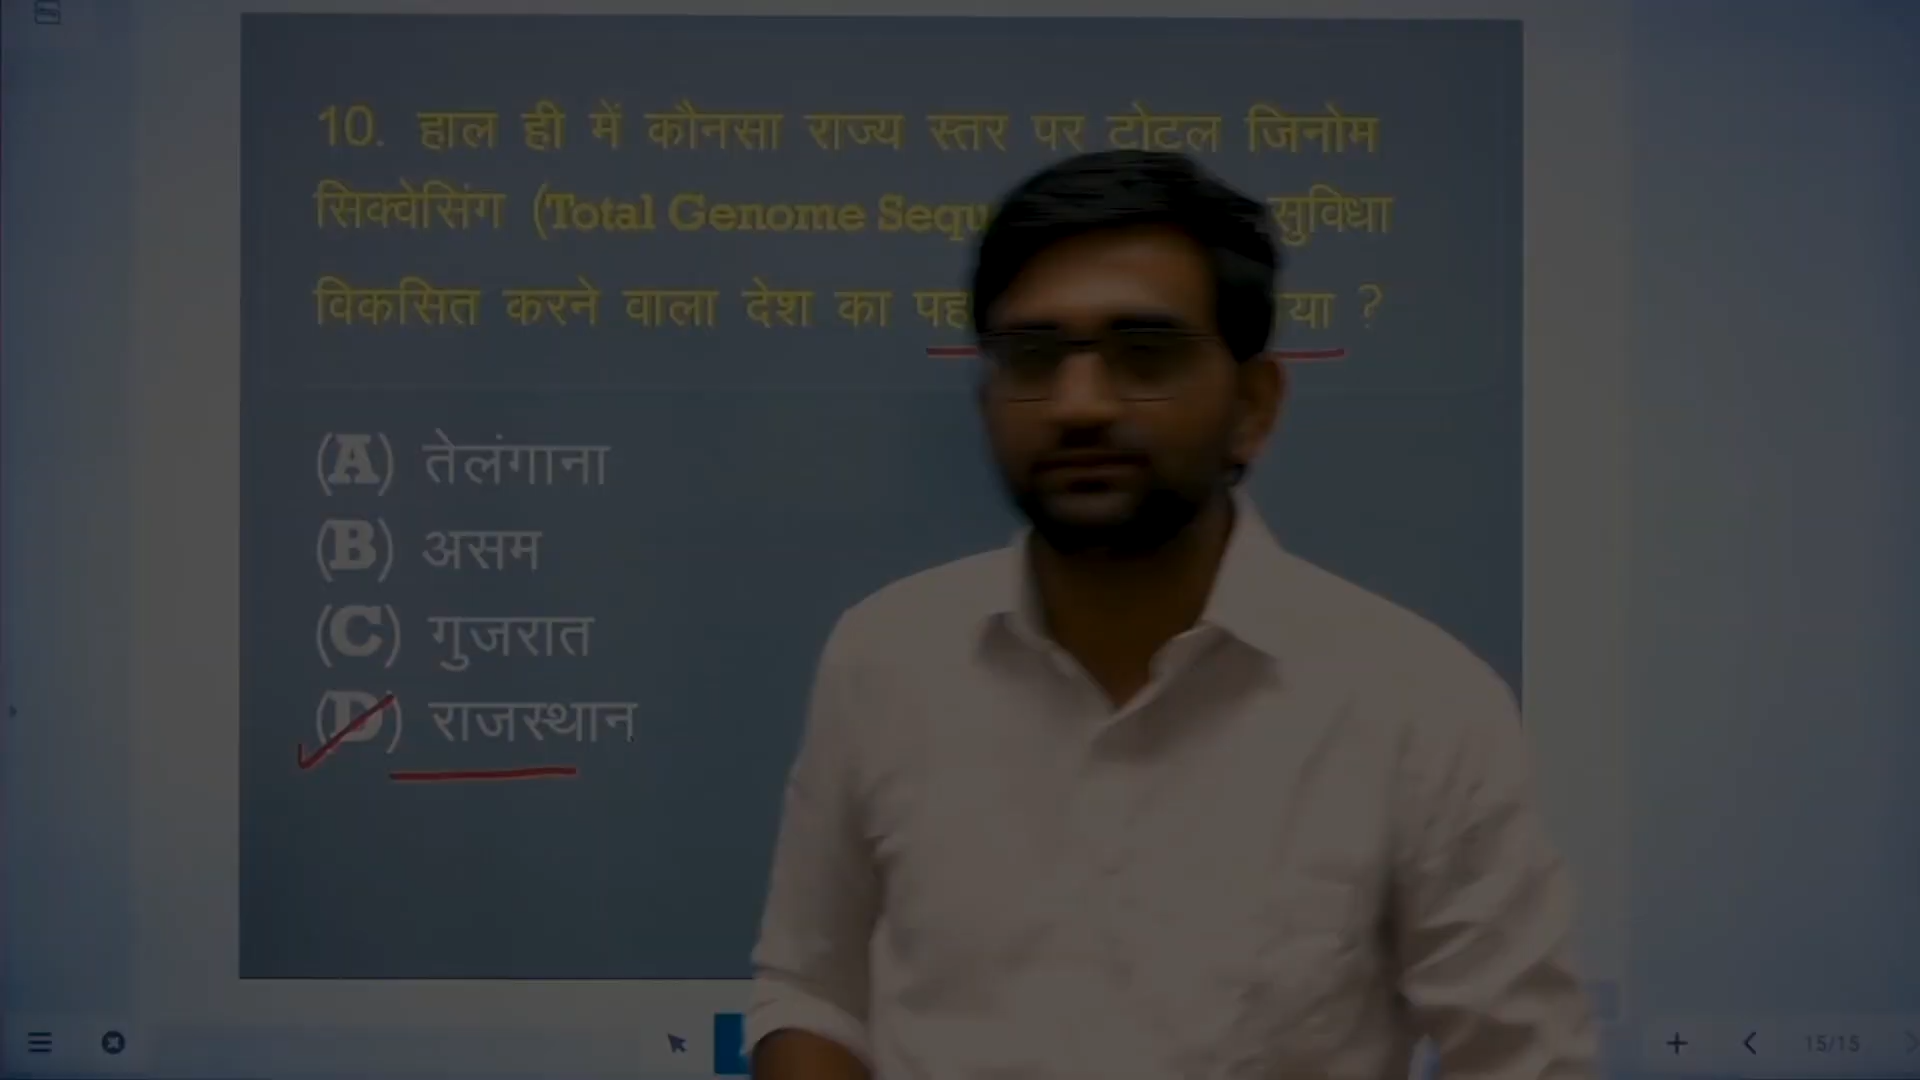 10. हाल ही में कौनसा राज्य स्तर पर टोटल जिनोम
सिक्वेसिंग (Total Genome Sequ सुविधा
विकसित करने वाला देश का पह या ?
(A) तेलंगाना
(B) असम
(C) गुजरात
(D) राजस्थान
15/15